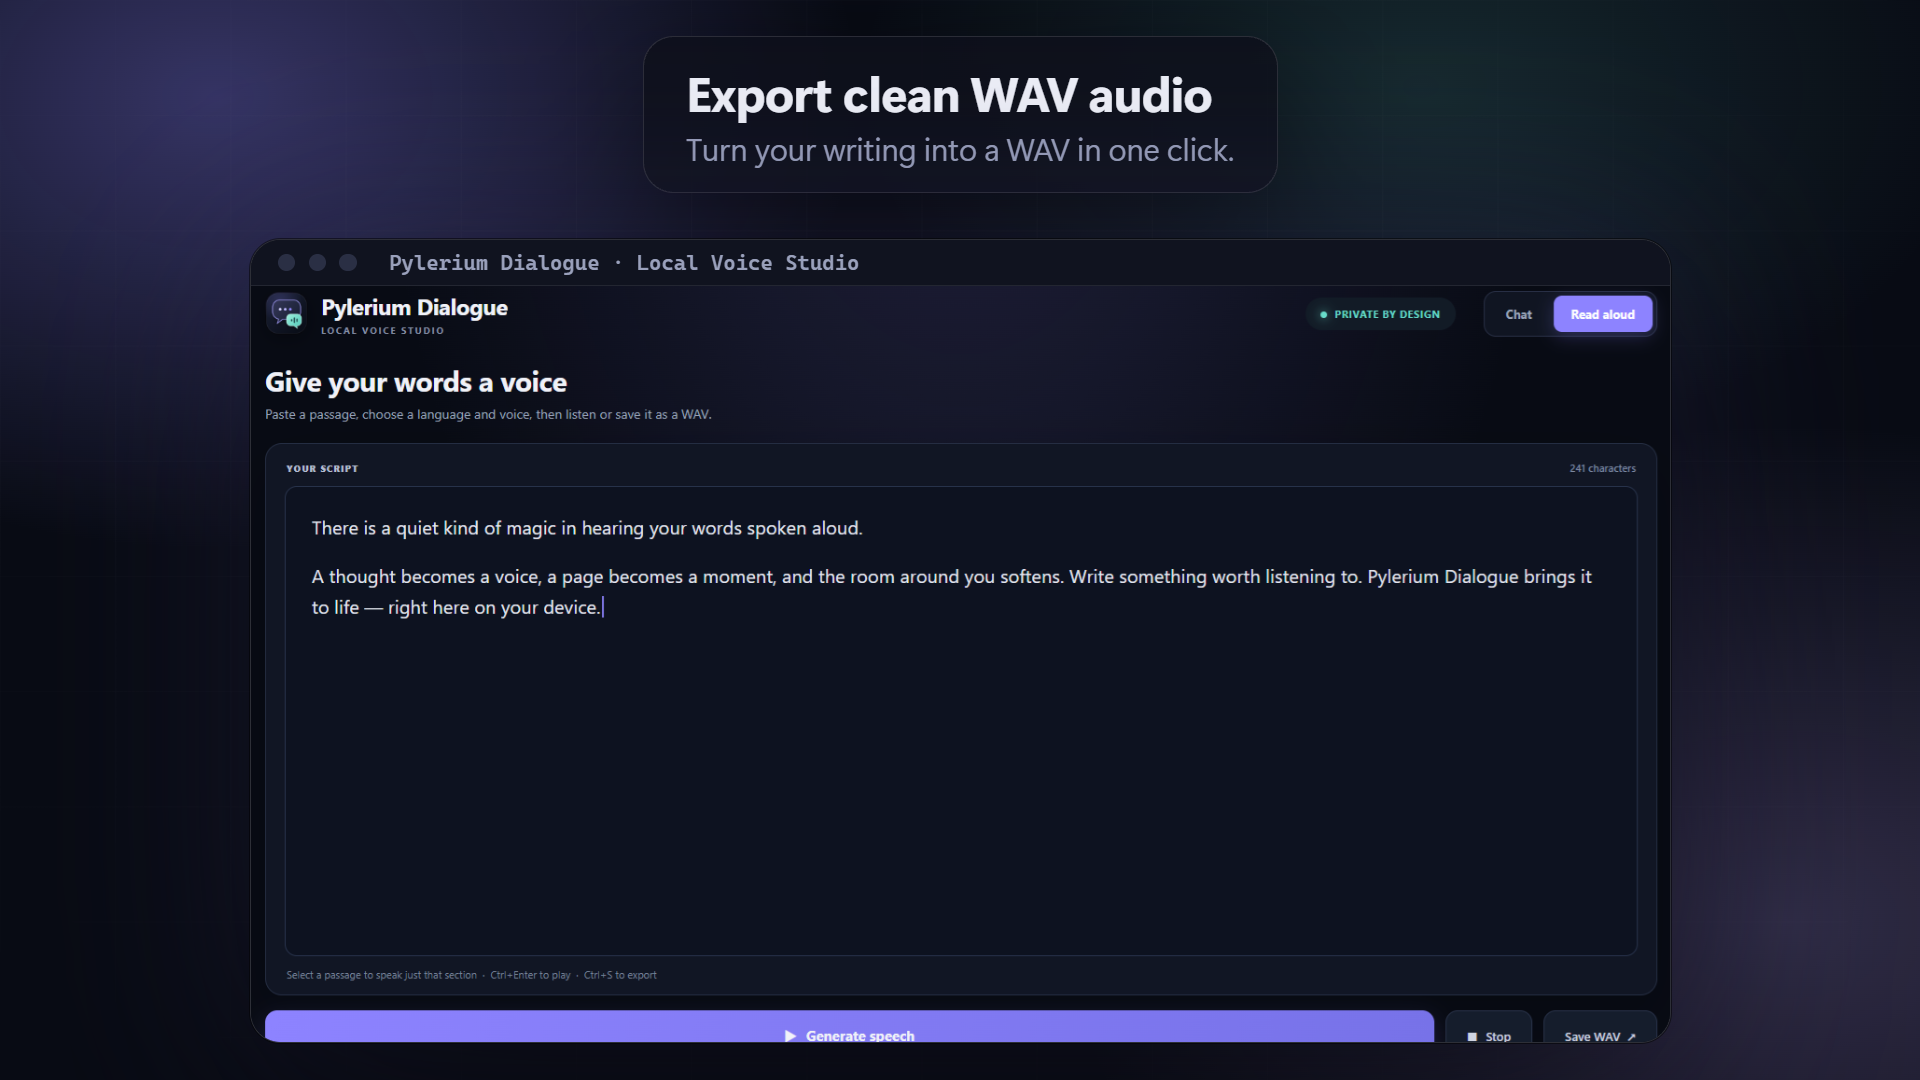 Export clean WAV audio
Turn your writing into a WAV in one click.
Pylerium Dialogue · Local Voice Studio
Pylerium Dialogue
LOCAL VOICE STUDIO
PRIVATE BY DESIGN
Chat
Read aloud
Give your words a voice
Paste a passage, choose a language and voice, then listen or save it as a WAV.
YOUR SCRIPT
241 characters
There is a quiet kind of magic in hearing your words spoken aloud.
A thought becomes a voice, a page becomes a moment, and the room around you softens. Write something worth listening to. Pylerium Dialogue brings it
to life — right here on your device.
Select a passage to speak just that section · Ctrl+Enter to play · Ctrl+S to export
Generate speech
Stop
Save WAV ↗